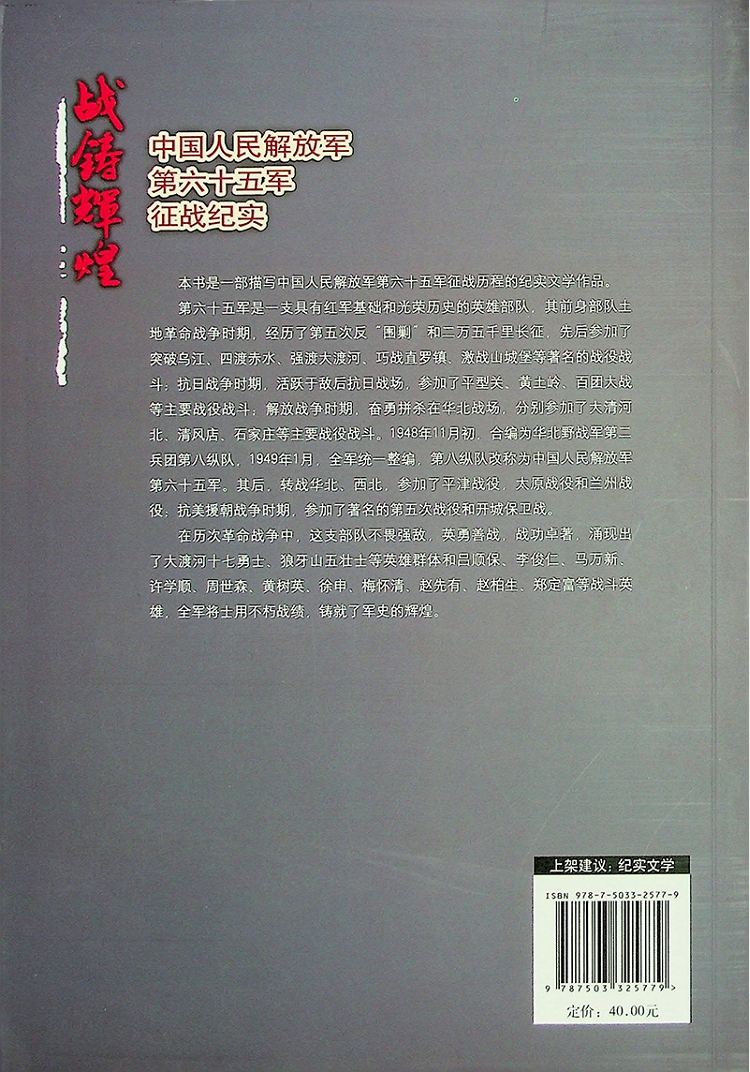 战铸辉煌
中国人民解放军
第六十五军
征战纪实
本书是一部描写中国人民解放军第六十五军征战历程的纪实文学作品。
第六十五军是一支具有红军基础和光荣历史的英雄部队，其前身部队土
地革命战争时期，经历了第五次反“围剿”和二万五千里长征，先后参加了
突破乌江、四渡赤水、强渡大渡河、巧战直罗镇、激战山城堡等著名的战役战
斗；抗日战争时期，活跃于敌后抗日战场，参加了平型关、黄土岭、百团大战
等主要战役战斗；解放战争时期，奋勇拼杀在华北战场，分别参加了大清河
北、清风店、石家庄等主要战役战斗。1948年11月初，合编为华北野战军第二
兵团第八纵队，1949年1月，全军统一整编，第八纵队改称为中国人民解放军
第六十五军。其后，转战华北、西北，参加了平津战役，太原战役和兰州战
役；抗美援朝战争时期，参加了著名的第五次战役和开城保卫战。
在历次革命战争中，这支部队不畏强敌，英勇善战，战功卓著，涌现出
了大渡河十七勇士、狼牙山五壮士等英雄群体和吕顺保、李俊仁、马万新、
许学顺、周世森、黄树英、徐申、梅怀清、赵先有、赵柏生、郑定富等战斗英
雄，全军将士用不朽战绩，铸就了军史的辉煌。
上架建议：纪实文学
ISBN 978-7-5033-2577-9
9 787503 325779 >
定价：40.00元